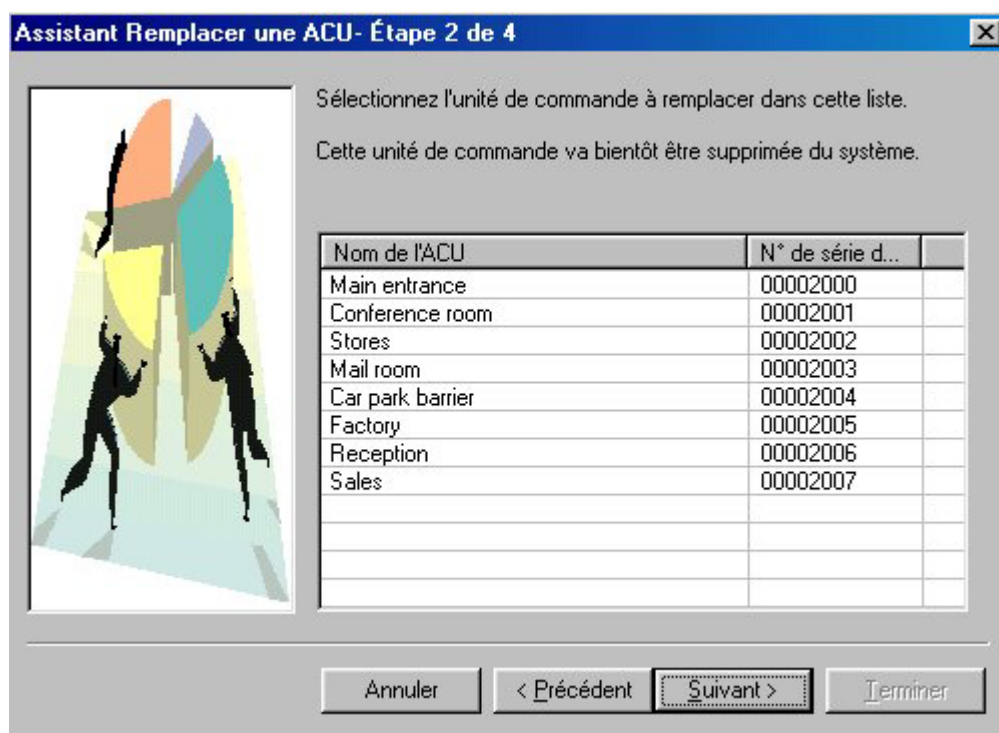 Assistant Remplacer une ACU- Étape 2 de 4
Sélectionnez l'unité de commande à remplacer dans cette liste.
Cette unité de commande va bientôt être supprimée du système.
Nom de l'ACU N° de série d...
Main entrance 00002000
Conference room 00002001
Stores 00002002
Mail room 00002003
Car park barrier 00002004
Factory 00002005
Reception 00002006
Sales 00002007
Annuler < Précédent Suivant > Terminer